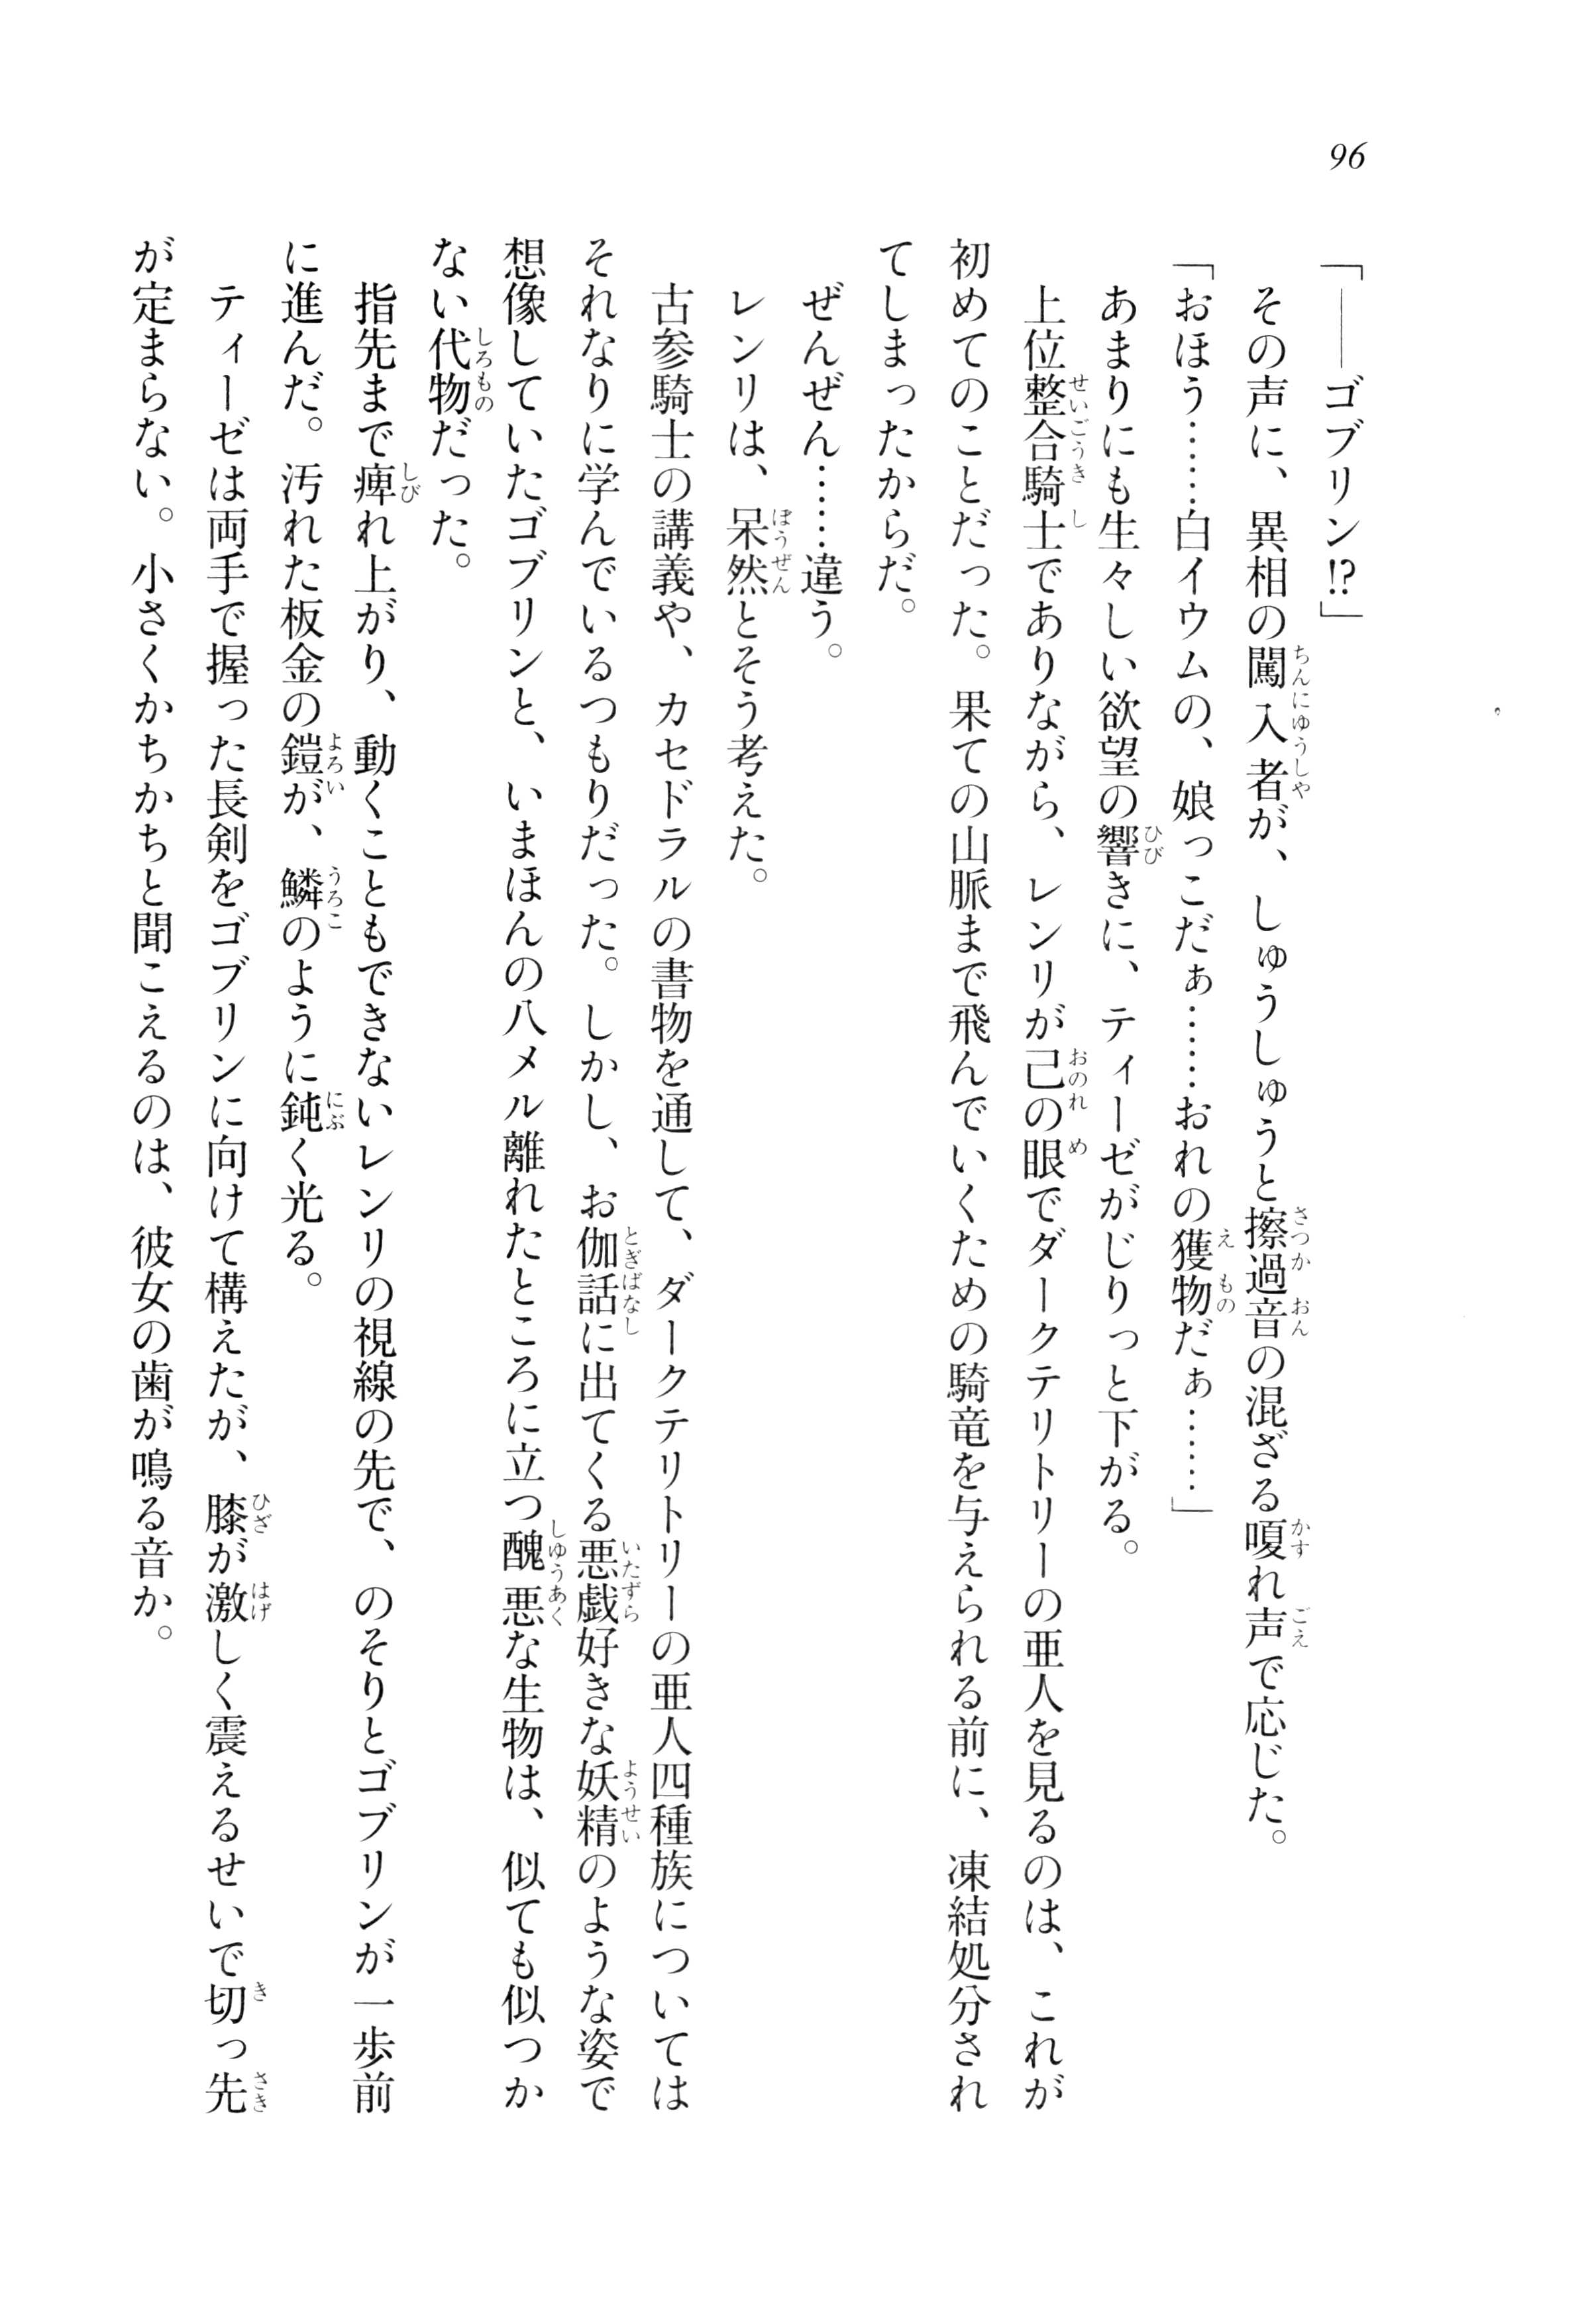 96
「――ゴブリン!?」
　その声に、異相の闖入者が、しゅうしゅうと擦過音の混ざる嗄れ声で応じた。
「おほう……白イウムの、娘っこだぁ……おれの獲物だぁ……」
　あまりにも生々しい欲望の響きに、ティーゼがじりっと下がる。
　上位整合騎士でありながら、レンリが己の眼でダークテリトリーの亜人を見るのは、これが
初めてのことだった。果ての山脈まで飛んでいくための騎竜を与えられる前に、凍結処分され
てしまったからだ。
　ぜんぜん……違う。
　レンリは、呆然とそう考えた。
　古参騎士の講義や、カセドラルの書物を通して、ダークテリトリーの亜人四種族については
それなりに学んでいるつもりだった。しかし、お伽話に出てくる悪戯好きな妖精のような姿で
想像していたゴブリンと、いまほんの八メル離れたところに立つ醜悪な生物は、似ても似つか
ない代物だった。
　指先まで痺れ上がり、動くこともできないレンリの視線の先で、のそりとゴブリンが一歩前
に進んだ。汚れた板金の鎧が、鱗のように鈍く光る。
　ティーゼは両手で握った長剣をゴブリンに向けて構えたが、膝が激しく震えるせいで切っ先
が定まらない。小さくかちかちと聞こえるのは、彼女の歯が鳴る音か。